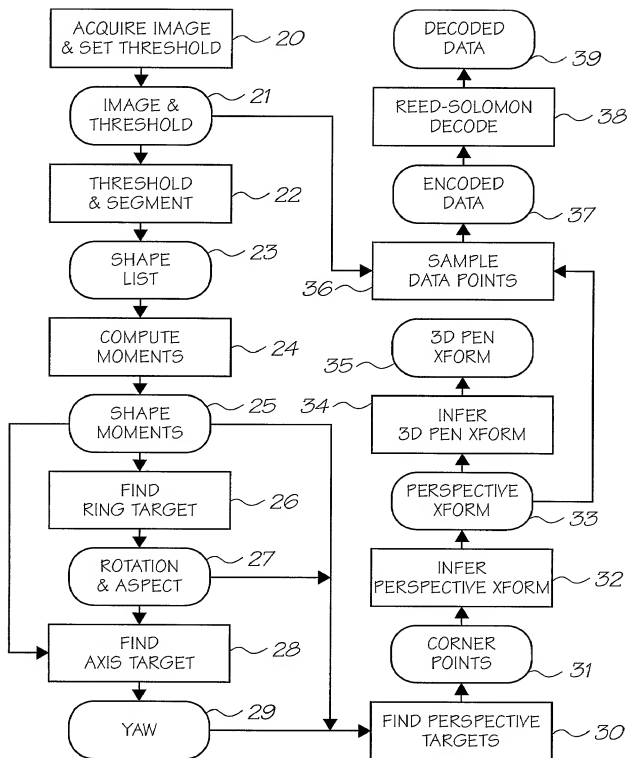 ACQUIRE IMAGE
& SET THRESHOLD
20
IMAGE &
THRESHOLD
21
THRESHOLD
& SEGMENT
22
SHAPE
LIST
23
COMPUTE
MOMENTS
24
SHAPE
MOMENTS
25
FIND
RING TARGET
26
ROTATION
& ASPECT
27
FIND
AXIS TARGET
28
YAW
29
FIND PERSPECTIVE
TARGETS
30
CORNER
POINTS
31
INFER
PERSPECTIVE XFORM
32
PERSPECTIVE
XFORM
33
INFER
3D PEN XFORM
34
3D PEN
XFORM
35
SAMPLE
DATA POINTS
36
ENCODED
DATA
37
REED-SOLOMON
DECODE
38
DECODED
DATA
39